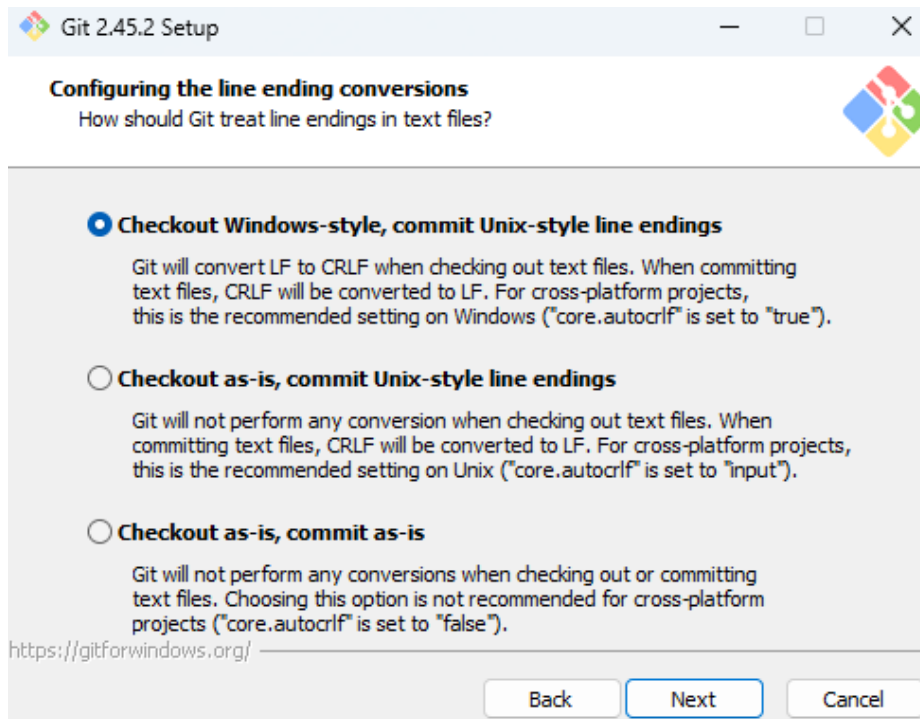 Git 2.45.2 Setup
Configuring the line ending conversions
How should Git treat line endings in text files?
Checkout Windows-style, commit Unix-style line endings
Git will convert LF to CRLF when checking out text files. When committing
text files, CRLF will be converted to LF. For cross-platform projects,
this is the recommended setting on Windows ("core.autocrlf" is set to "true").
Checkout as-is, commit Unix-style line endings
Git will not perform any conversion when checking out text files. When
committing text files, CRLF will be converted to LF. For cross-platform projects,
this is the recommended setting on Unix ("core.autocrlf" is set to "input").
Checkout as-is, commit as-is
Git will not perform any conversions when checking out or committing
text files. Choosing this option is not recommended for cross-platform
projects ("core.autocrlf" is set to "false").
https://gitforwindows.org/
Back Next Cancel